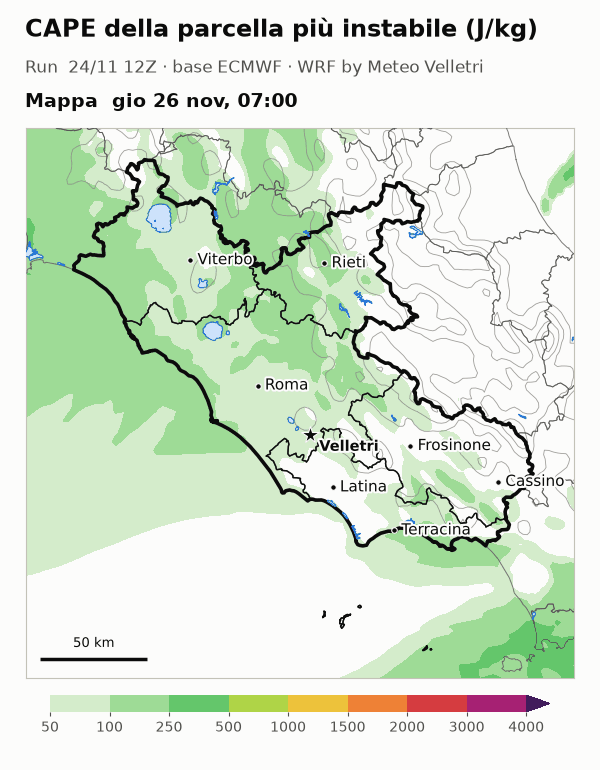 CAPE della parcella più instabile (J/kg)
Run  24/11 12Z · base ECMWF · WRF by Meteo Velletri
Mappa  gio 26 nov, 07:00
Viterbo
Rieti
Roma
Velletri
Frosinone
Latina
Cassino
Terracina
50 km
50 100 250 500 1000 1500 2000 3000 4000